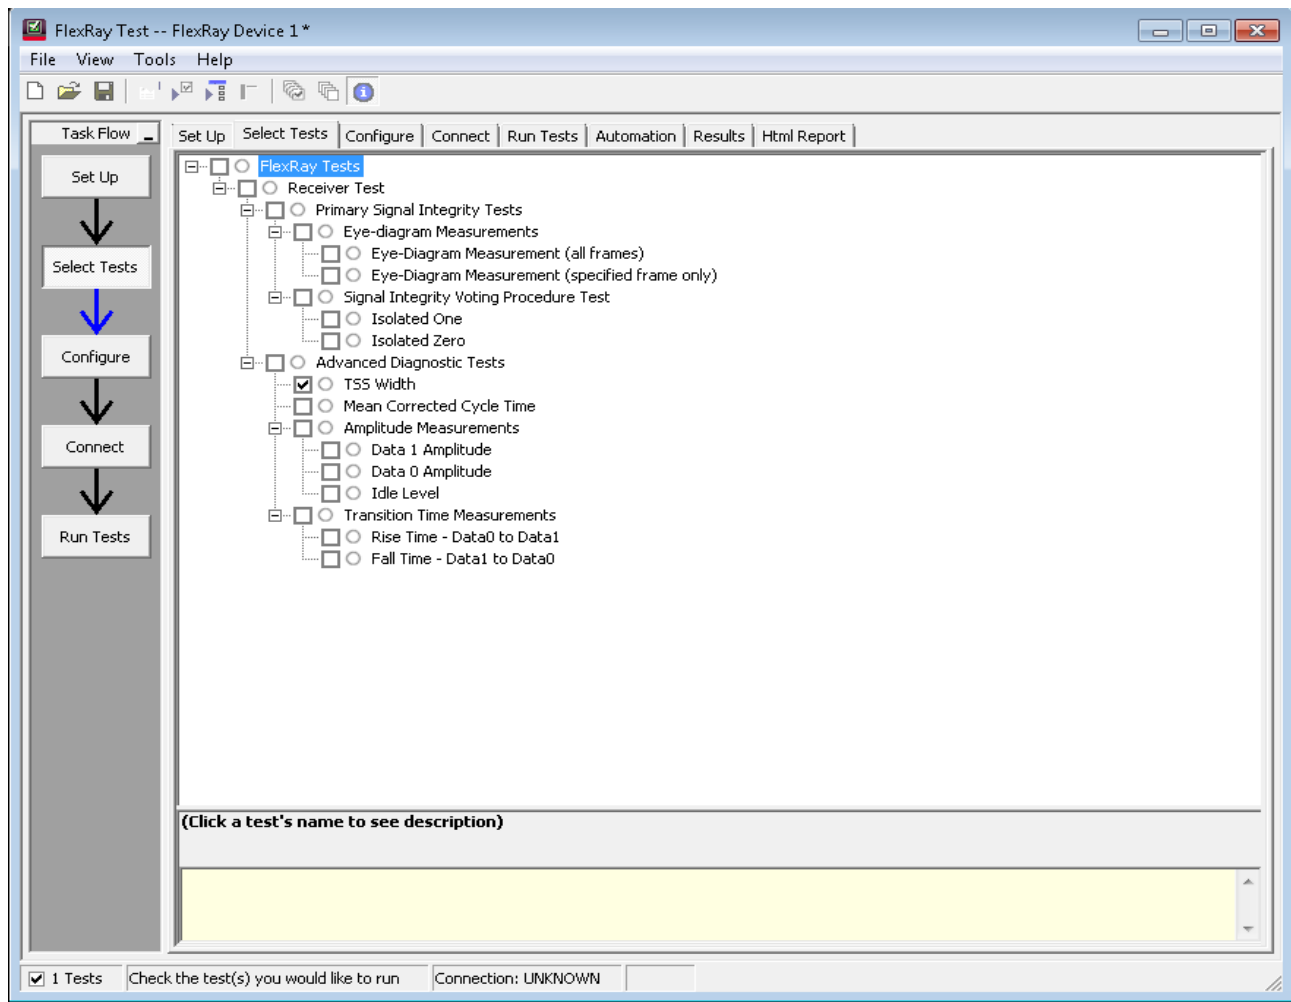 FlexRay Test -- FlexRay Device 1 *
File View Tools Help
Task Flow
Set Up Select Tests Configure Connect Run Tests Automation Results Html Report
Set Up
Select Tests
Configure
Connect
Run Tests
FlexRay Tests
Receiver Test
Primary Signal Integrity Tests
Eye-diagram Measurements
Eye-Diagram Measurement (all frames)
Eye-Diagram Measurement (specified frame only)
Signal Integrity Voting Procedure Test
Isolated One
Isolated Zero
Advanced Diagnostic Tests
TSS Width
Mean Corrected Cycle Time
Amplitude Measurements
Data 1 Amplitude
Data 0 Amplitude
Idle Level
Transition Time Measurements
Rise Time - Data0 to Data1
Fall Time - Data1 to Data0
(Click a test's name to see description)
1 Tests Check the test(s) you would like to run Connection: UNKNOWN